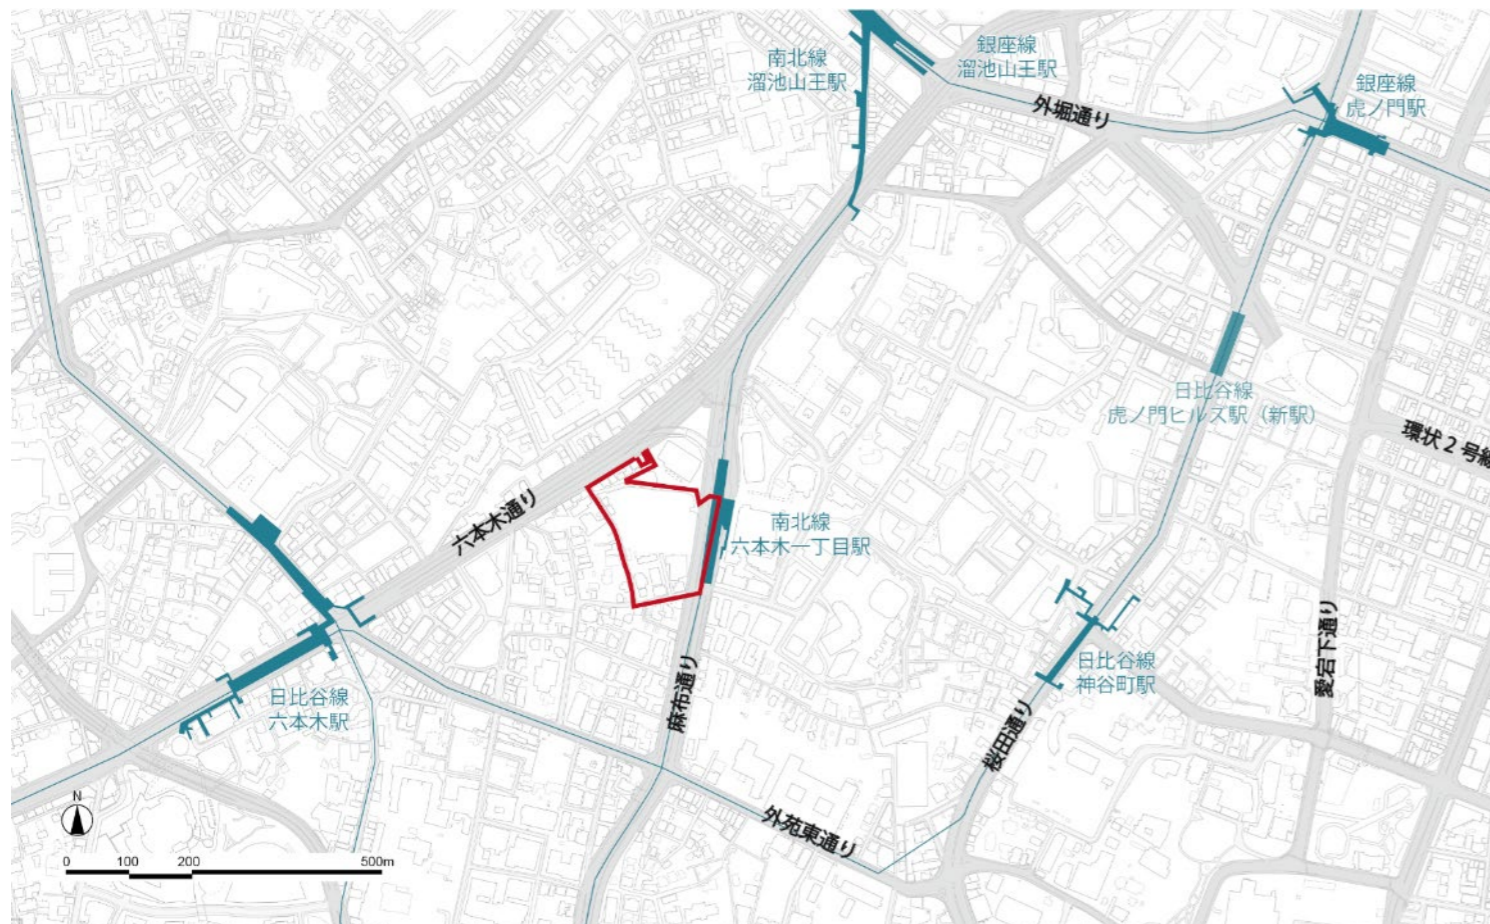 南北線
溜池山王駅
銀座線
溜池山王駅
外堀通り
銀座線
虎ノ門駅
日比谷線
虎ノ門ヒルズ駅（新駅）
環状2号線
六本木通り
南北線
六本木一丁目駅
日比谷線
六本木駅
麻布通り
日比谷線
神谷町駅
愛宕下通り
桜田通り
外苑東通り
N
0 100 200 500m